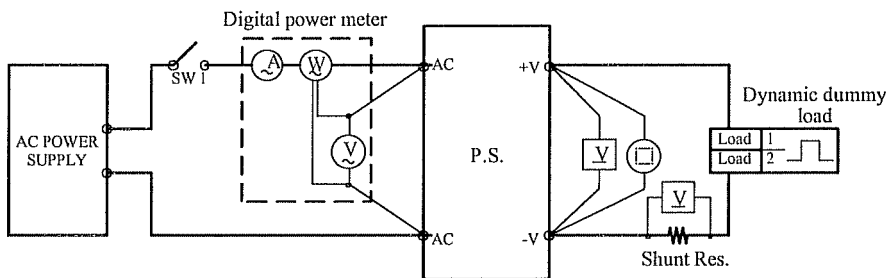 Digital power meter
SW 1
A
W
V
AC POWER
SUPPLY
AC
AC
P.S.
+V
-V
V
Dynamic dummy
load
Load 1
Load 2
V
Shunt Res.